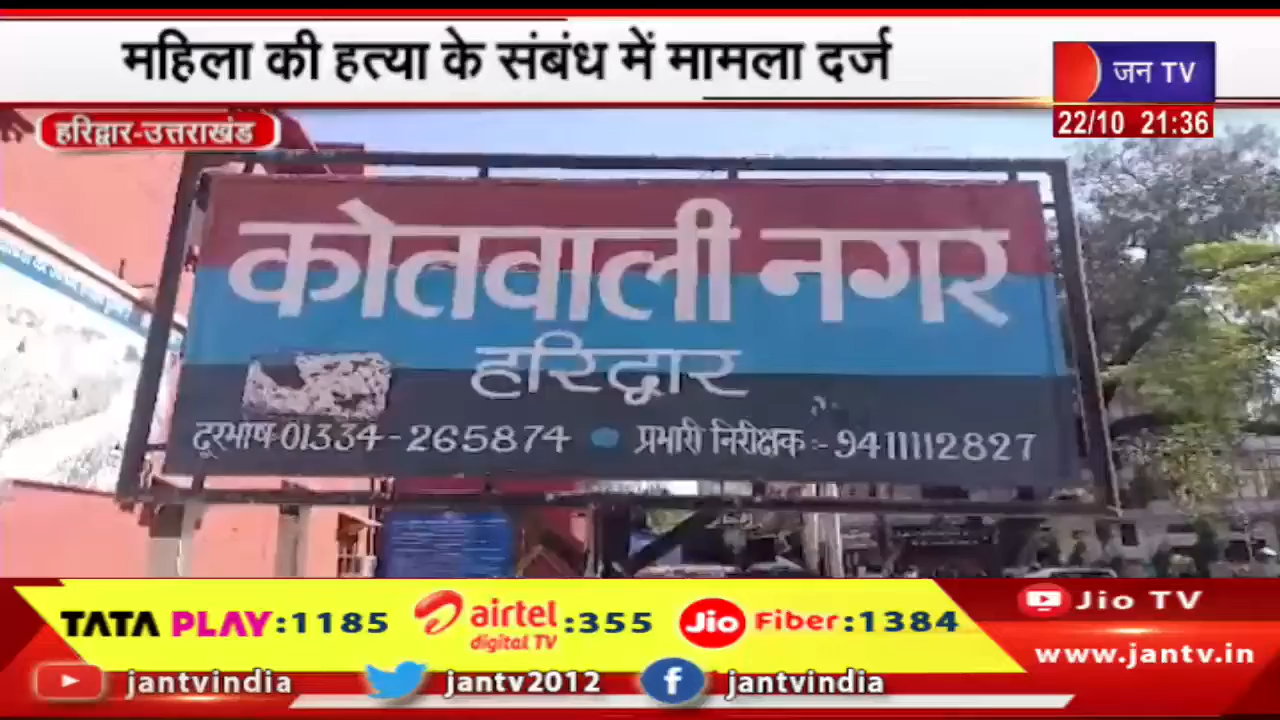 महिला की हत्या के संबंध में मामला दर्ज
जन TV
22/10 21:36
हरिद्वार-उत्तराखंड
कोतवाली नगर
हरिद्वार
दूरभाष 01334-265874 प्रभारी निरीक्षक :- 9411112827
TATA PLAY:1185 airtel digital TV :355 Jio Fiber:1384
Jio TV
www.jantv.in
jantvindia jantv2012 jantvindia